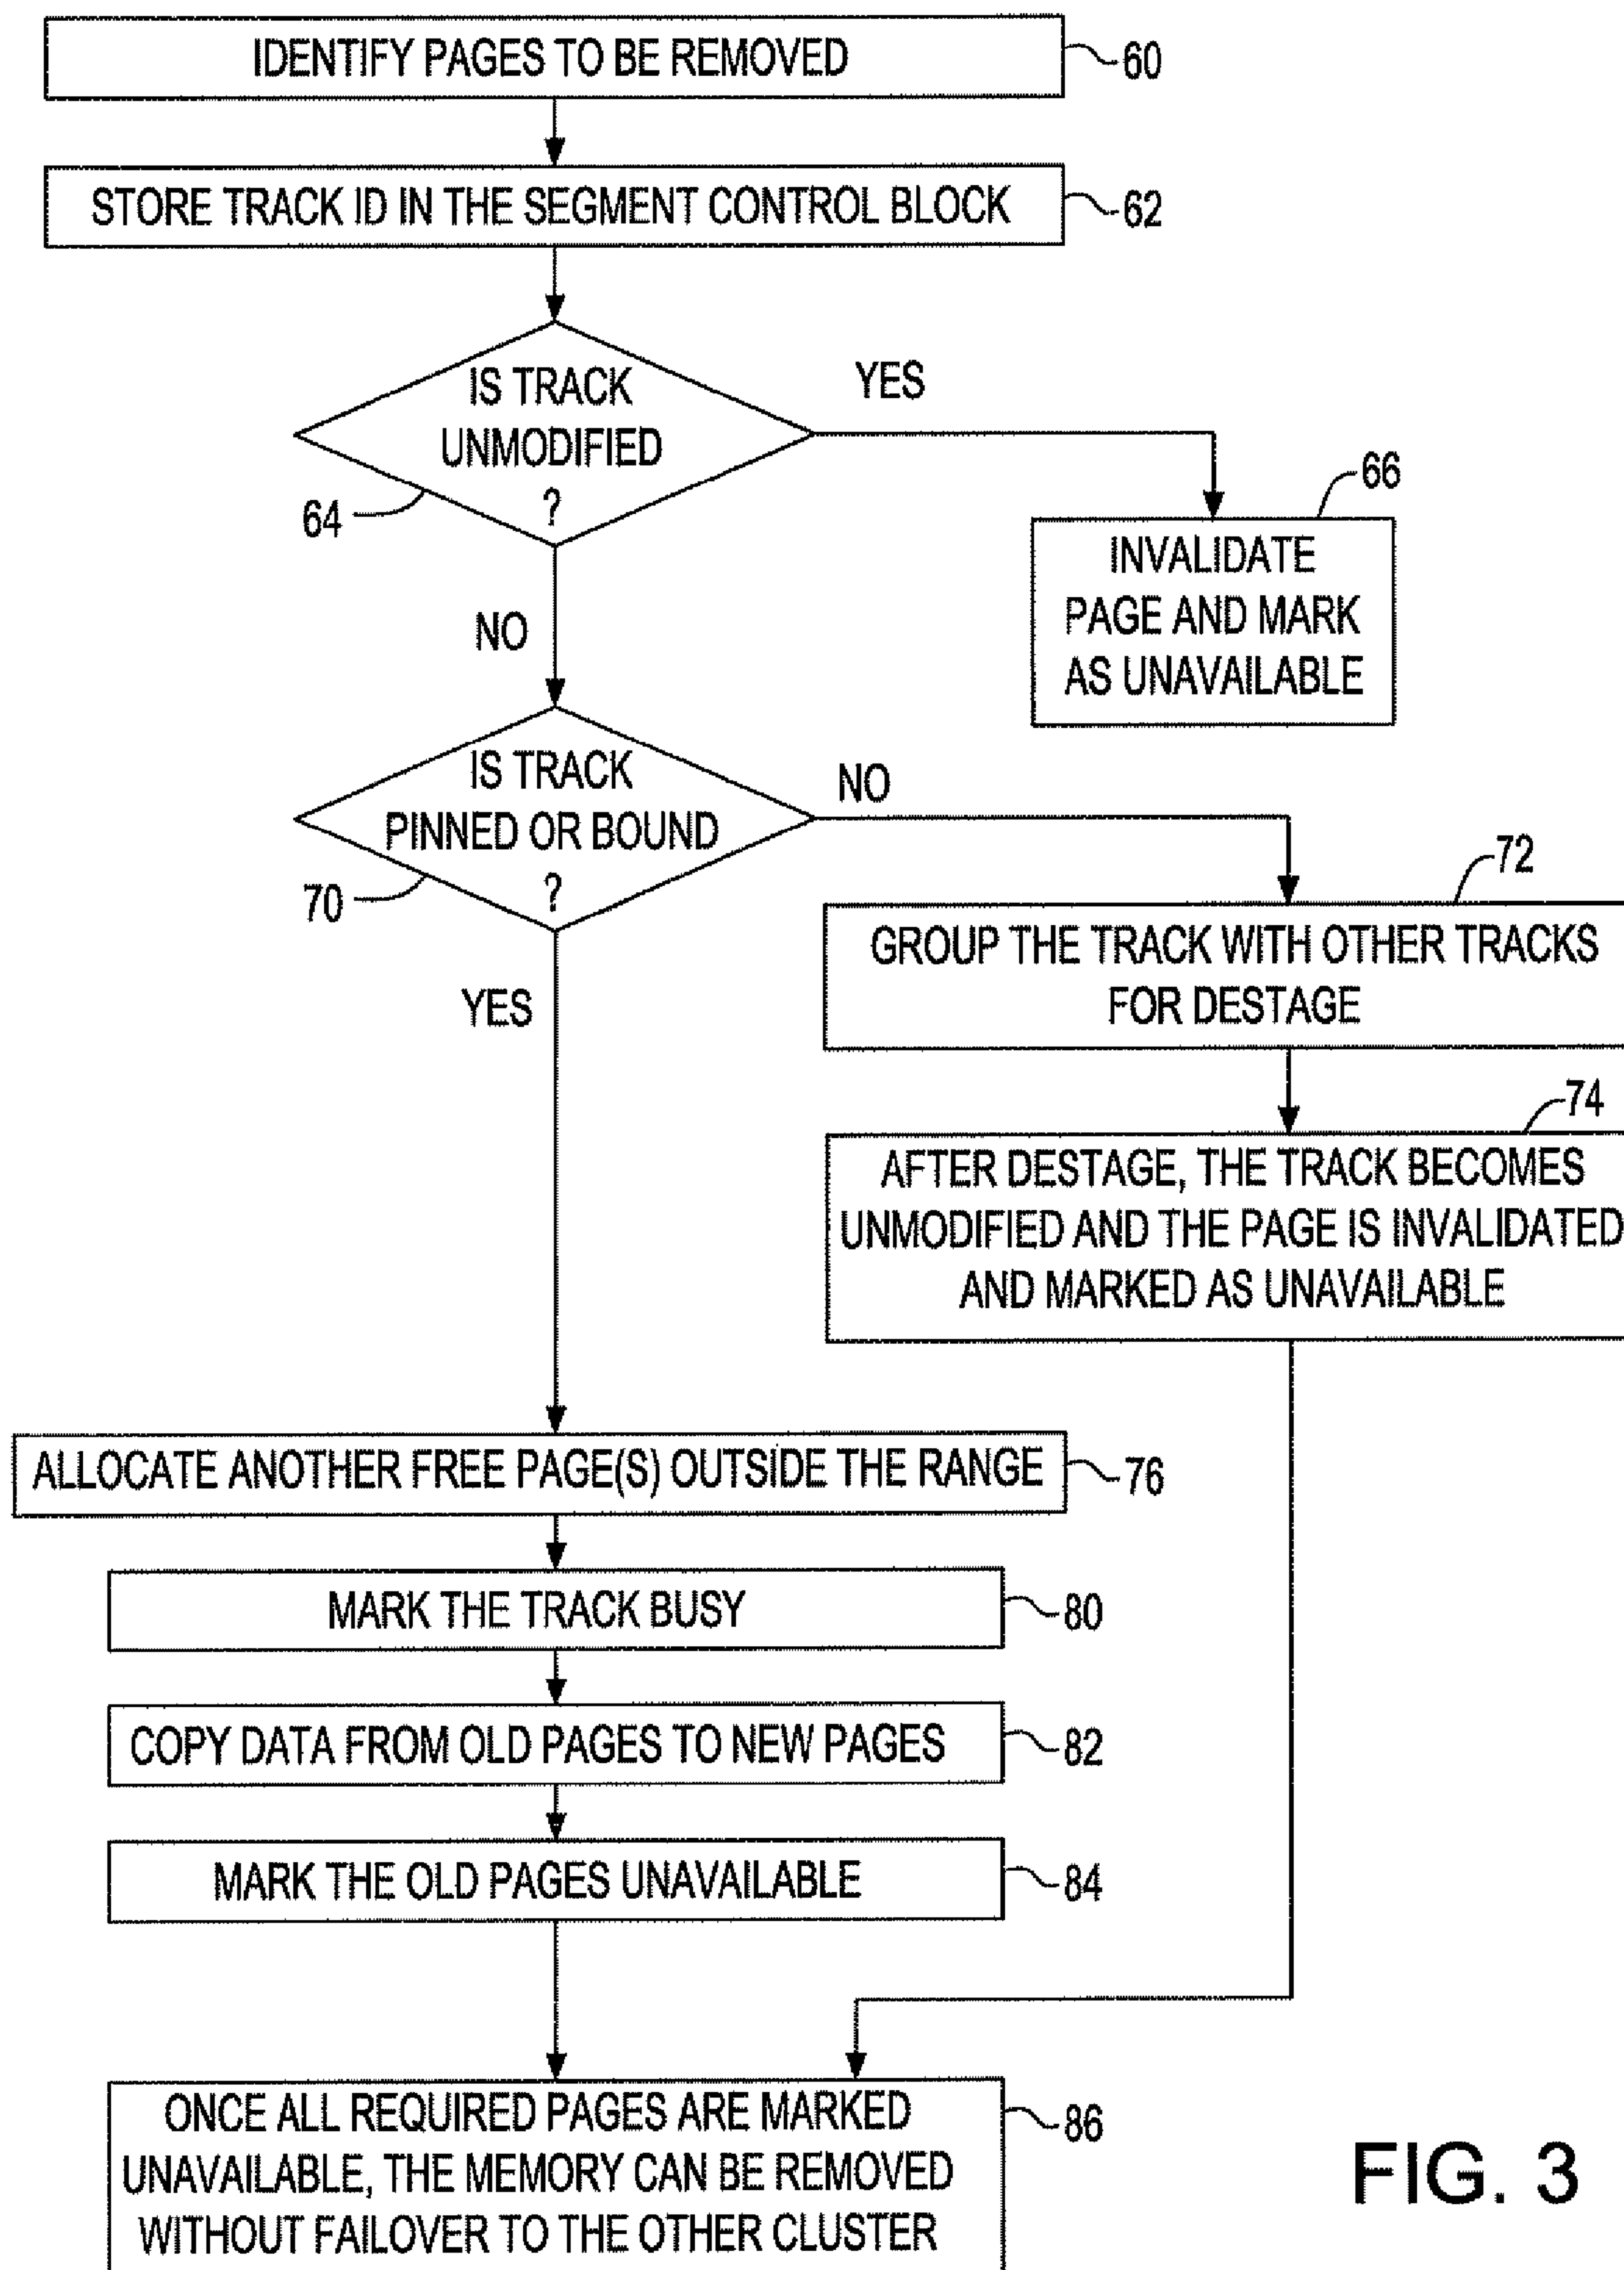 IDENTIFY PAGES TO BE REMOVED
60
STORE TRACK ID IN THE SEGMENT CONTROL BLOCK
62
IS TRACK
UNMODIFIED
?
64
YES
66
INVALIDATE
PAGE AND MARK
AS UNAVAILABLE
NO
IS TRACK
PINNED OR BOUND
?
70
NO
72
GROUP THE TRACK WITH OTHER TRACKS
FOR DESTAGE
YES
74
AFTER DESTAGE, THE TRACK BECOMES
UNMODIFIED AND THE PAGE IS INVALIDATED
AND MARKED AS UNAVAILABLE
ALLOCATE ANOTHER FREE PAGE(S) OUTSIDE THE RANGE
76
MARK THE TRACK BUSY
80
COPY DATA FROM OLD PAGES TO NEW PAGES
82
MARK THE OLD PAGES UNAVAILABLE
84
ONCE ALL REQUIRED PAGES ARE MARKED
UNAVAILABLE, THE MEMORY CAN BE REMOVED
WITHOUT FAILOVER TO THE OTHER CLUSTER
86
FIG. 3